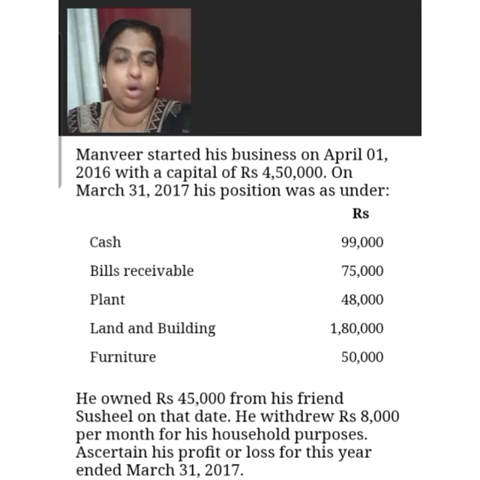 Manveer started his business on April 01,
2016 with a capital of Rs 4,50,000. On
March 31, 2017 his position was as under:
Rs
Cash 99,000
Bills receivable 75,000
Plant 48,000
Land and Building 1,80,000
Furniture 50,000
He owned Rs 45,000 from his friend
Susheel on that date. He withdrew Rs 8,000
per month for his household purposes.
Ascertain his profit or loss for this year
ended March 31, 2017.